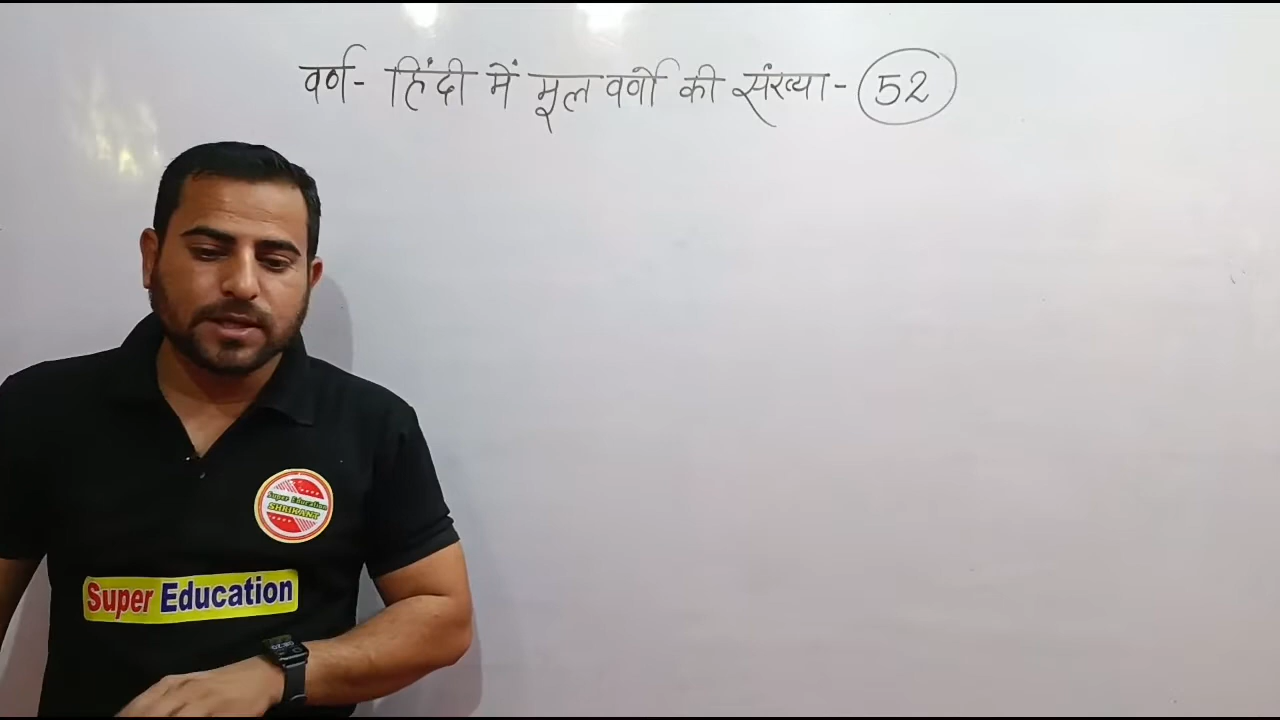 वर्ण- हिंदी में मूल वर्णों की संख्या- 52
Super Education
SHRIKANT
Super Education